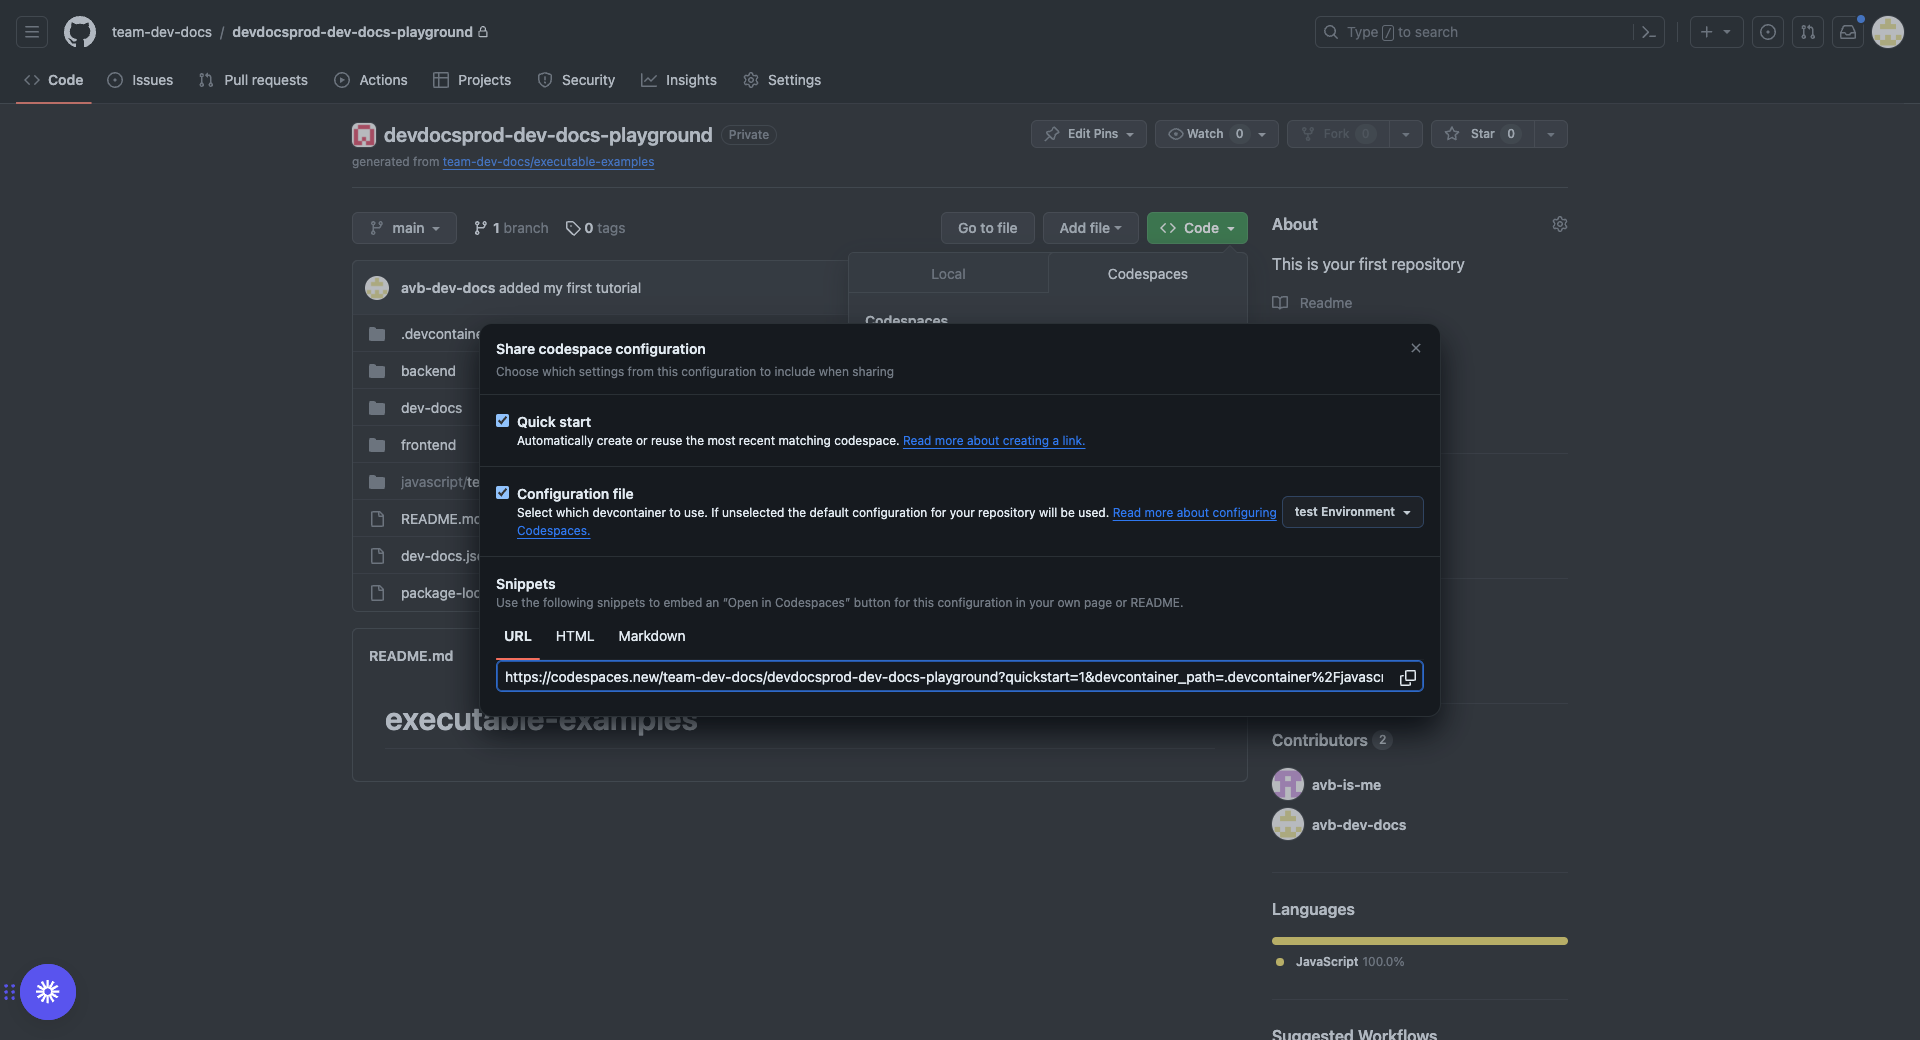 team-dev-docs / devdocsprod-dev-docs-playground
Type / to search
Code
Issues
Pull requests
Actions
Projects
Security
Insights
Settings
devdocsprod-dev-docs-playground
Private
Edit Pins
Watch 0
Fork 0
Star 0
generated from team-dev-docs/executable-examples
main
1 branch
0 tags
Go to file
Add file
Code
About
This is your first repository
Readme
Local
Codespaces
Codespaces
avb-dev-docs added my first tutorial
.devcontaine
backend
dev-docs
frontend
javascript/te
README.md
dev-docs.js
package-loc
Share codespace configuration
Choose which settings from this configuration to include when sharing
Quick start
Automatically create or reuse the most recent matching codespace. Read more about creating a link.
Configuration file
Select which devcontainer to use. If unselected the default configuration for your repository will be used. Read more about configuring
Codespaces.
test Environment
Snippets
Use the following snippets to embed an “Open in Codespaces” button for this configuration in your own page or README.
URL
HTML
Markdown
https://codespaces.new/team-dev-docs/devdocsprod-dev-docs-playground?quickstart=1&devcontainer_path=.devcontainer%2Fjavascr
README.md
executable-examples
Contributors 2
avb-is-me
avb-dev-docs
Languages
JavaScript 100.0%
Suggested Workflows